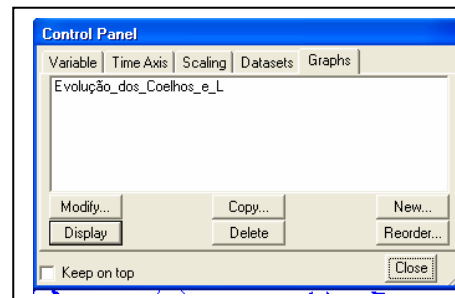 Control Panel
Variable Time Axis Scaling Datasets Graphs
Evolução_dos_Coelhos_e_L
Modify... Copy... New...
Display Delete Reorder...
Keep on top Close